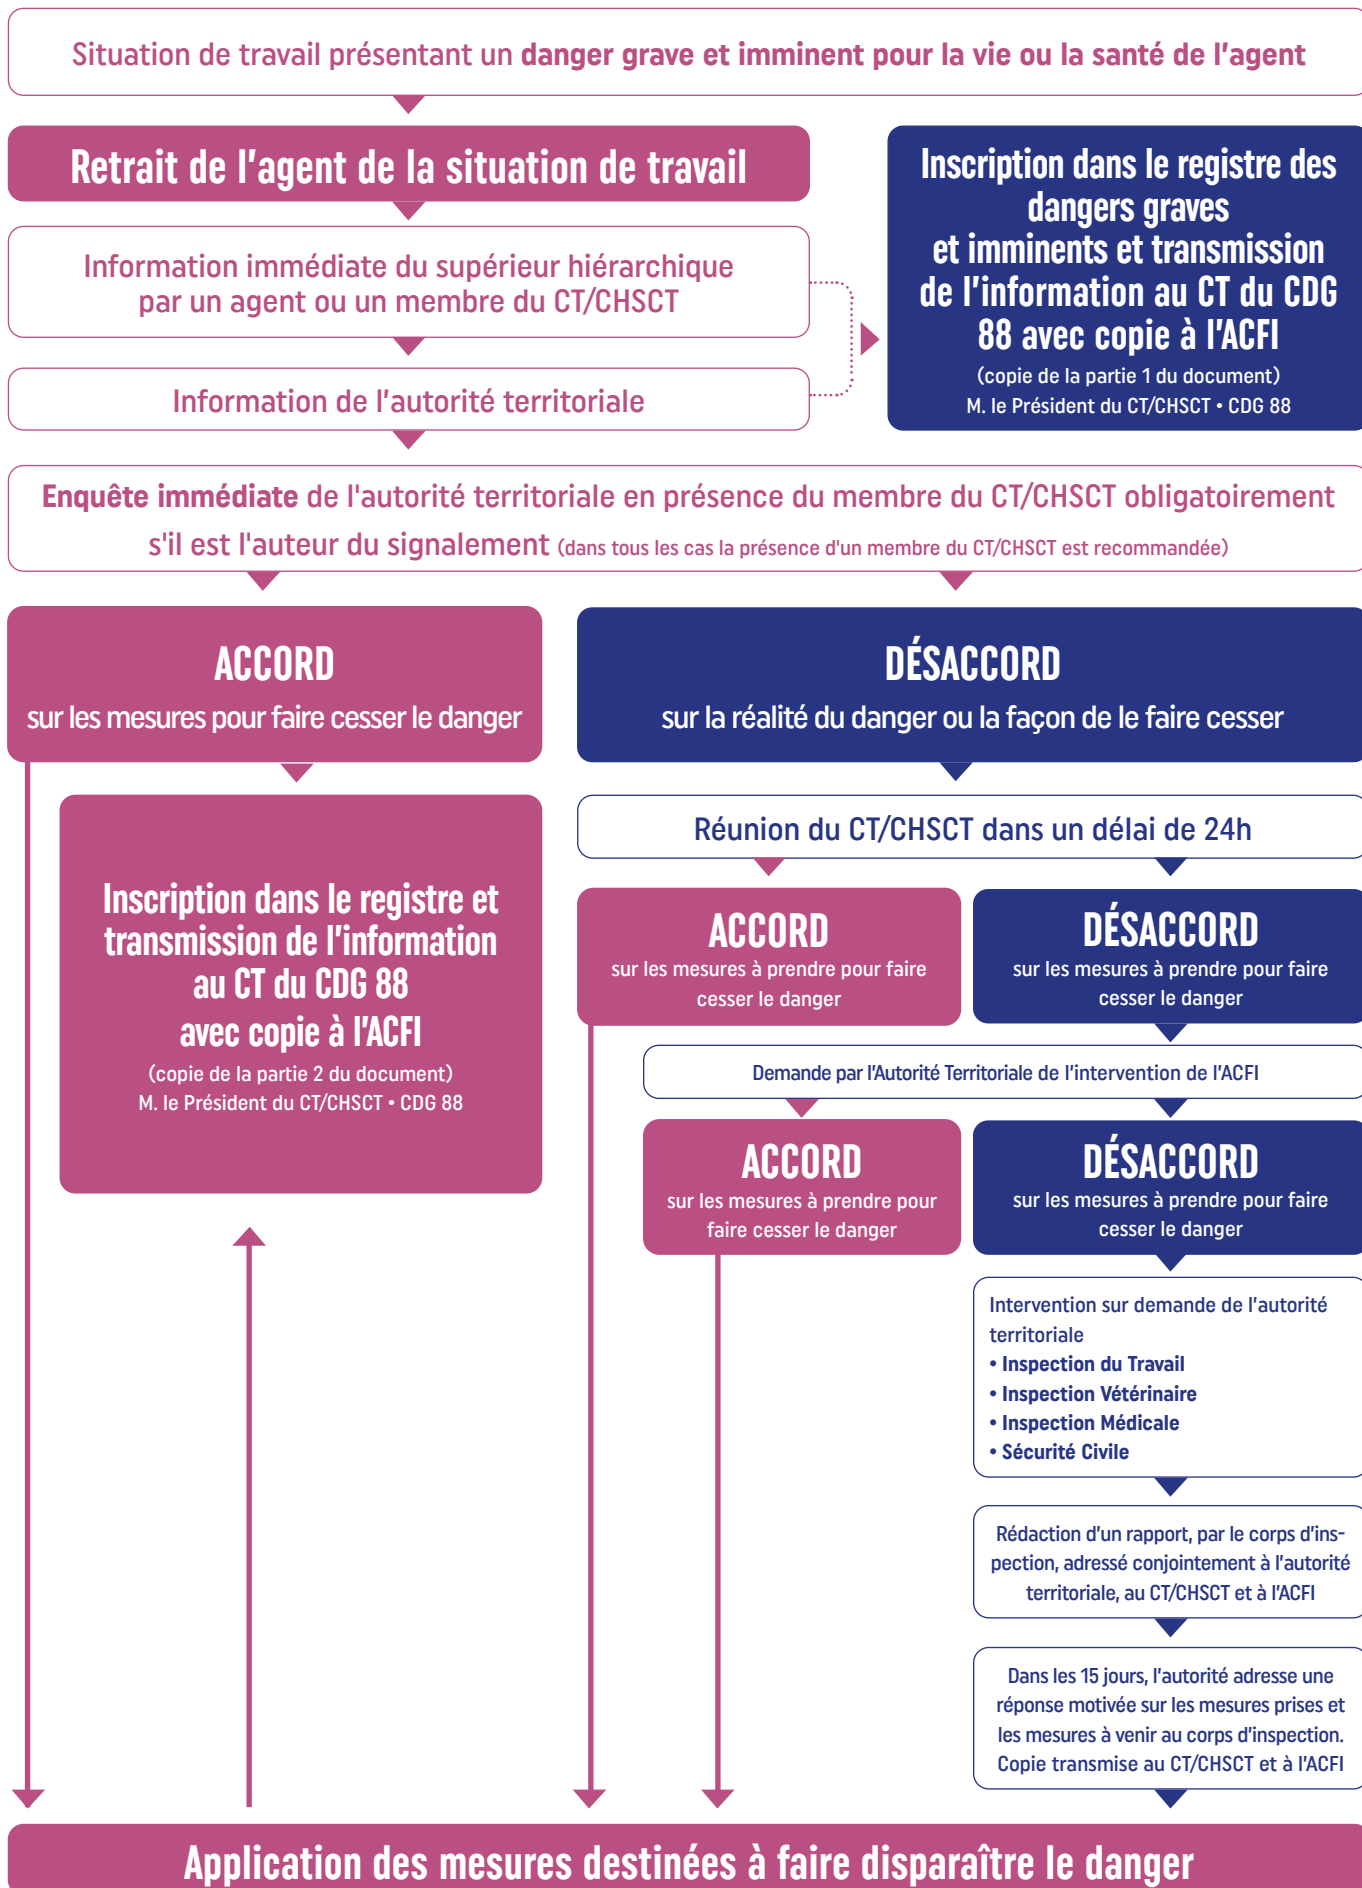 Situation de travail présentant un danger grave et imminent pour la vie ou la santé de l’agent
Retrait de l’agent de la situation de travail
Inscription dans le registre des
dangers graves
et imminents et transmission
de l’information au CT du CDG
88 avec copie à l’ACFI
(copie de la partie 1 du document)
M. le Président du CT/CHSCT • CDG 88
Information immédiate du supérieur hiérarchique
par un agent ou un membre du CT/CHSCT
Information de l’autorité territoriale
Enquête immédiate de l'autorité territoriale en présence du membre du CT/CHSCT obligatoirement
s'il est l'auteur du signalement (dans tous les cas la présence d'un membre du CT/CHSCT est recommandée)
ACCORD
sur les mesures pour faire cesser le danger
DÉSACCORD
sur la réalité du danger ou la façon de le faire cesser
Inscription dans le registre et
transmission de l’information
au CT du CDG 88
avec copie à l’ACFI
(copie de la partie 2 du document)
M. le Président du CT/CHSCT • CDG 88
Réunion du CT/CHSCT dans un délai de 24h
ACCORD
sur les mesures à prendre pour faire
cesser le danger
DÉSACCORD
sur les mesures à prendre pour faire
cesser le danger
Demande par l’Autorité Territoriale de l’intervention de l’ACFI
ACCORD
sur les mesures à prendre pour
faire cesser le danger
DÉSACCORD
sur les mesures à prendre pour faire
cesser le danger
Intervention sur demande de l’autorité
territoriale
• Inspection du Travail
• Inspection Vétérinaire
• Inspection Médicale
• Sécurité Civile
Rédaction d’un rapport, par le corps d’ins-
pection, adressé conjointement à l’autorité
territoriale, au CT/CHSCT et à l’ACFI
Dans les 15 jours, l’autorité adresse une
réponse motivée sur les mesures prises et
les mesures à venir au corps d’inspection.
Copie transmise au CT/CHSCT et à l’ACFI
Application des mesures destinées à faire disparaître le danger